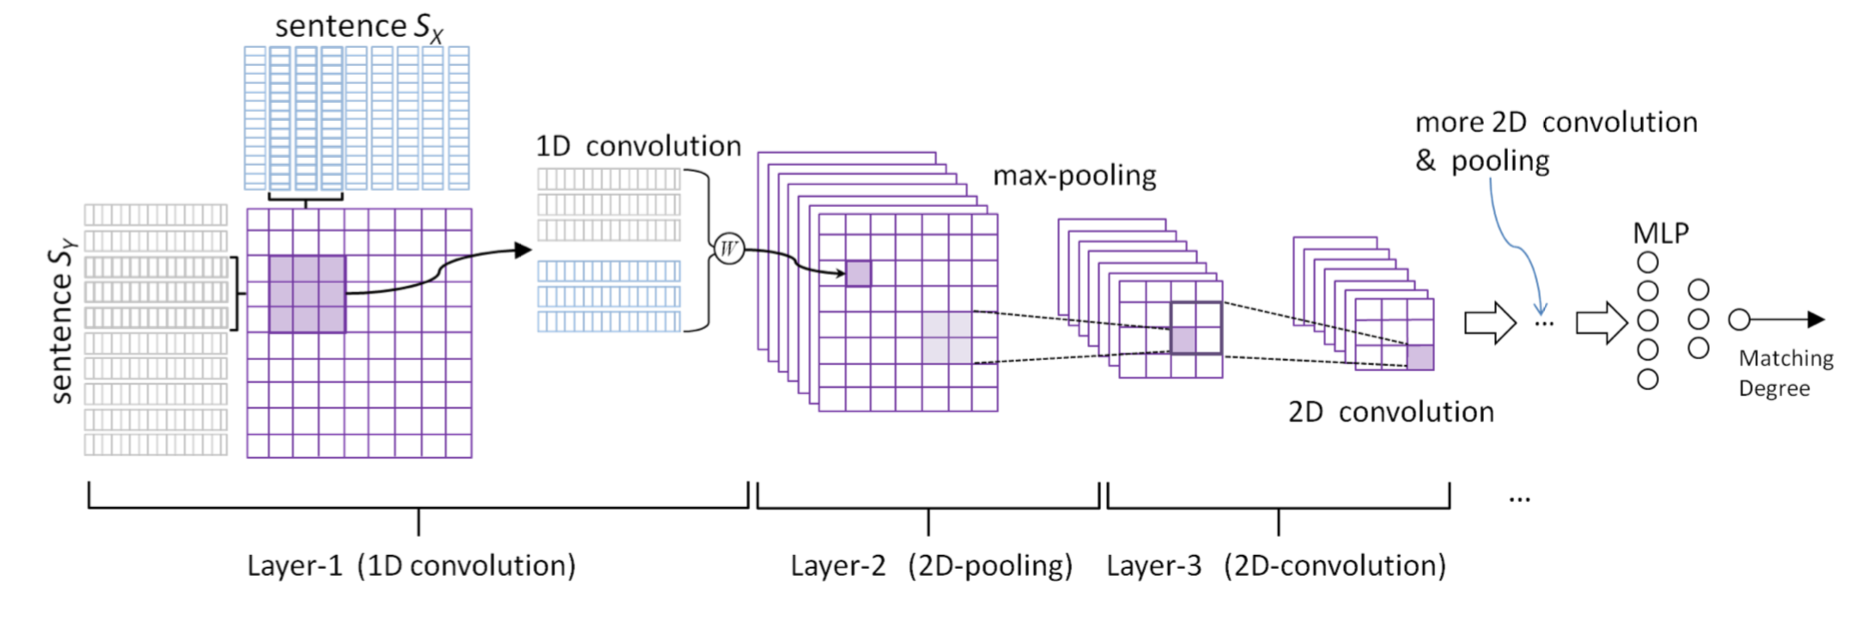 sentence S_X
sentence S_Y
1D convolution
W
max-pooling
2D convolution
more 2D convolution
& pooling
...
MLP
Matching
Degree
Layer-1 (1D convolution)
Layer-2 (2D-pooling)
Layer-3 (2D-convolution)
...